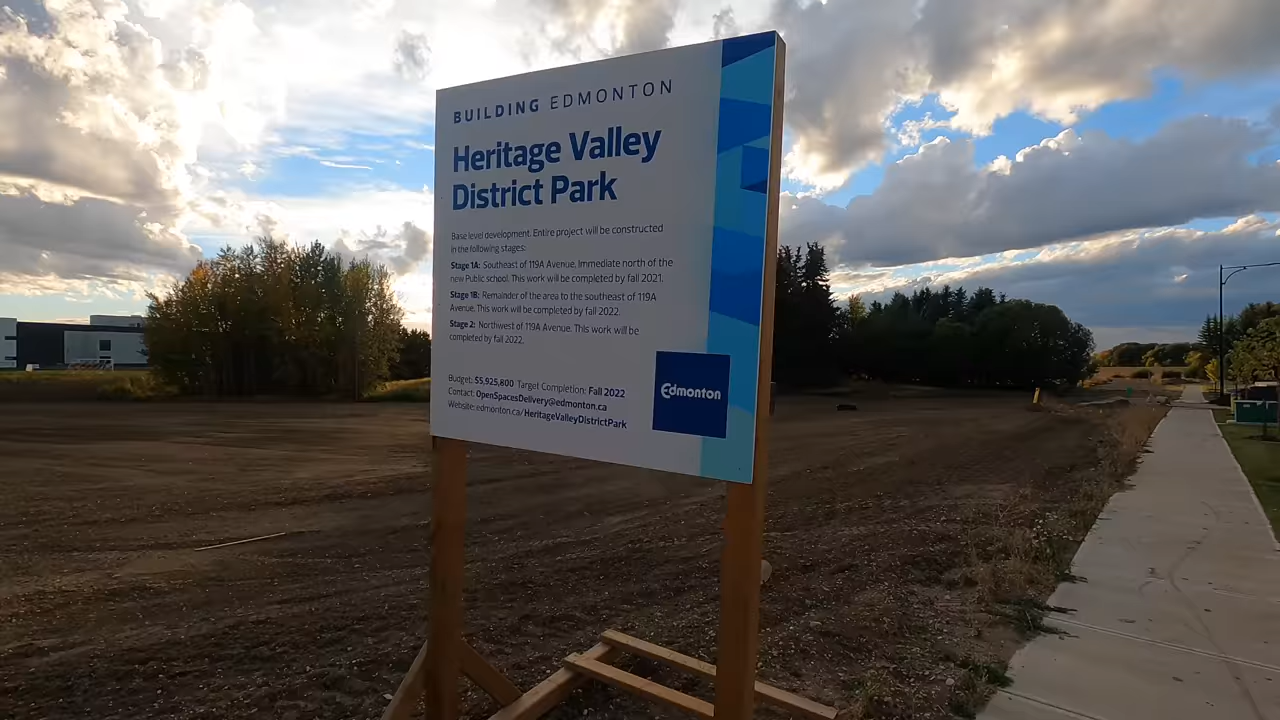 BUILDING EDMONTON
Heritage Valley
District Park
Base level development. Entire project will be constructed
in the following stages:
Stage 1A: Southeast of 119A Avenue. Immediate north of the
new Public school. This work will be completed by fall 2021.
Stage 1B: Remainder of the area to the southeast of 119A
Avenue. This work will be completed by fall 2022.
Stage 2: Northwest of 119A Avenue. This work will be
completed by fall 2022.
Budget: $5,925,800 Target Completion: Fall 2022
Contact: OpenSpacesDelivery@edmonton.ca
Website: edmonton.ca/HeritageValleyDistrictPark
Edmonton